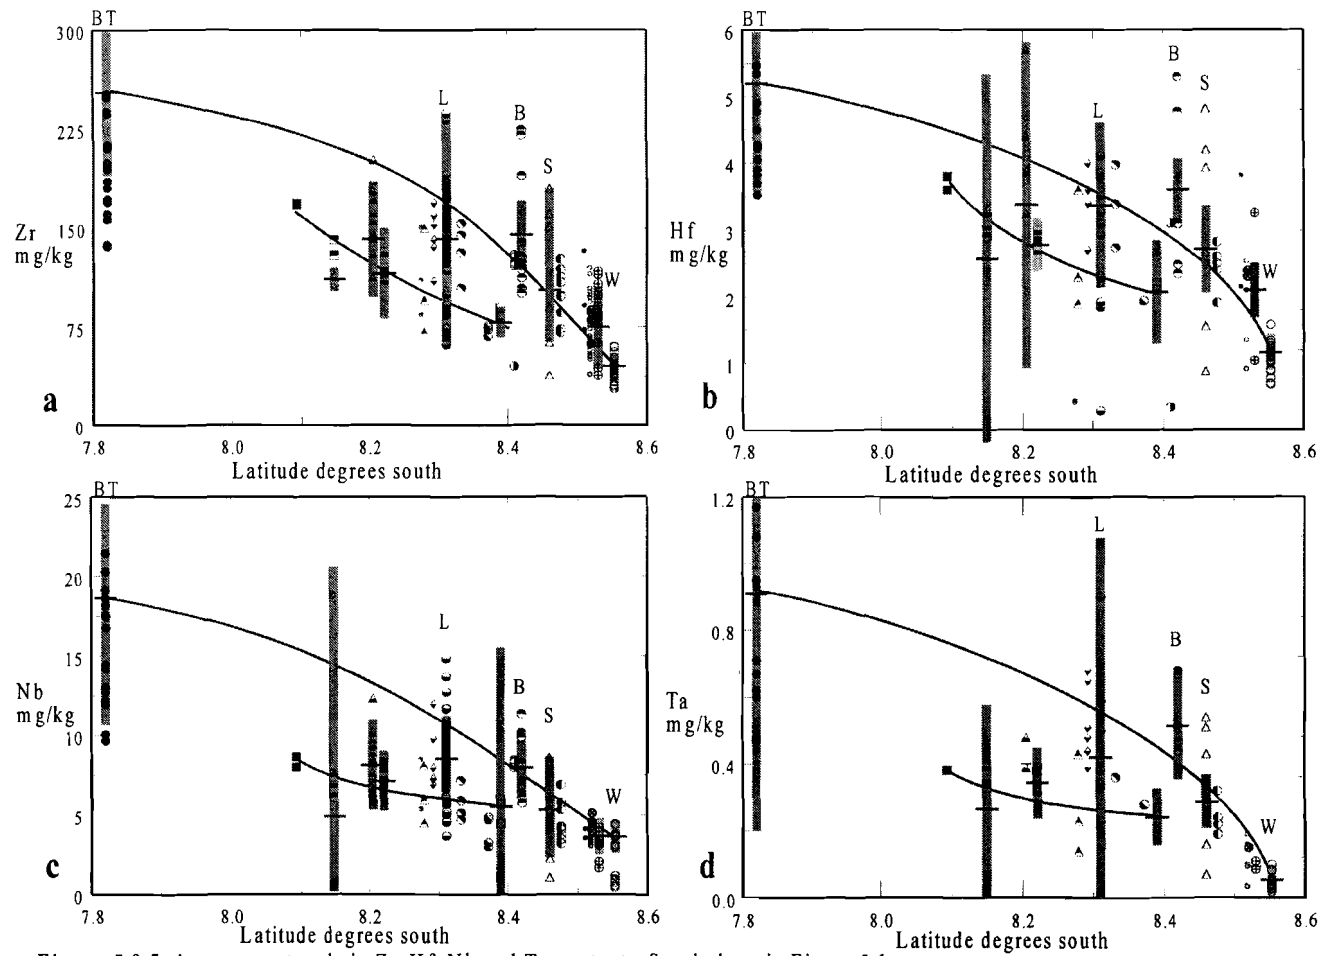 BT
300
225
150
75
0
Zr
mg/kg
L
B
S
W
a
7.8
8.0
8.2
8.4
8.6
Latitude degrees south
BT
6
5
4
3
2
1
0
Hf
mg/kg
L
B
S
W
b
7.8
8.0
8.2
8.4
8.6
Latitude degrees south
BT
25
20
15
10
5
0
Nb
mg/kg
L
B
S
W
c
7.8
8.0
8.2
8.4
8.6
Latitude degrees south
BT
1.2
0.8
0.4
0.0
Ta
mg/kg
L
B
S
W
d
7.8
8.0
8.2
8.4
8.6
Latitude degrees south